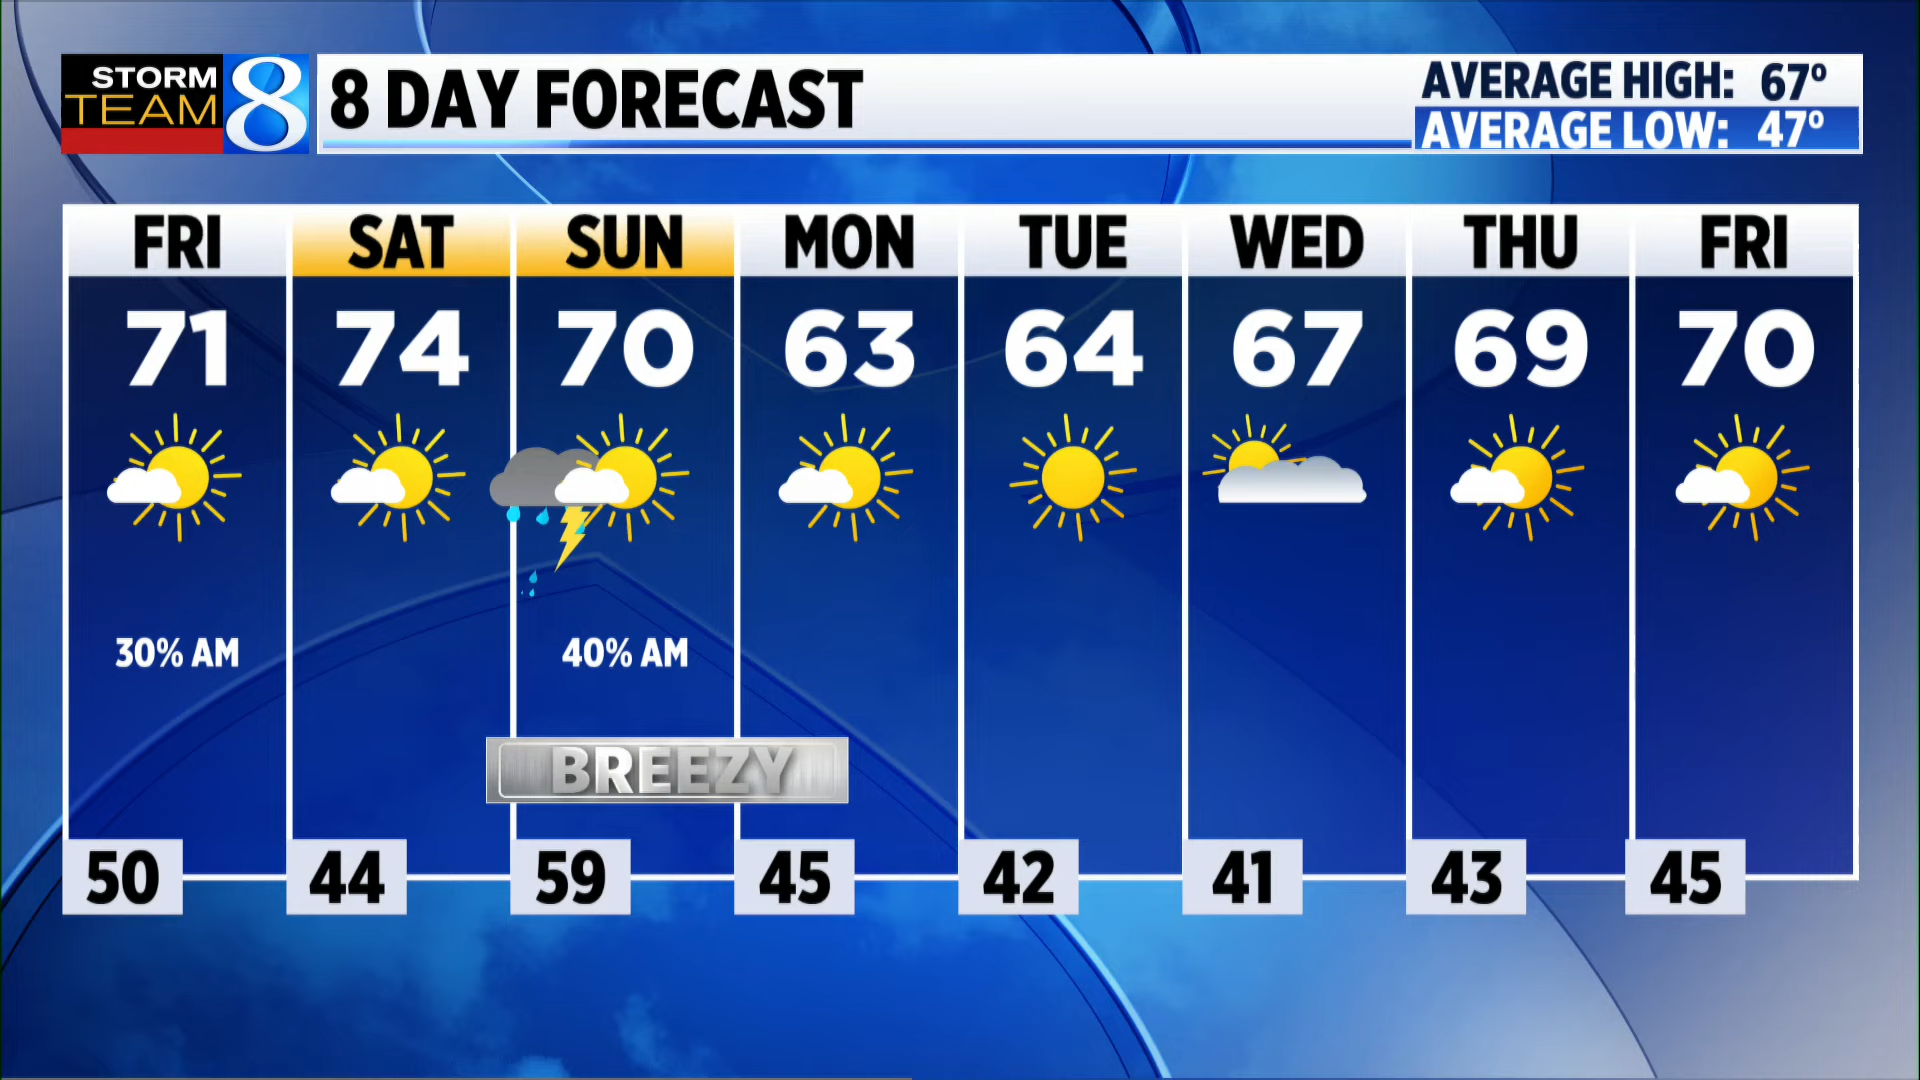 STORM
TEAM 8
8 DAY FORECAST
AVERAGE HIGH: 67°
AVERAGE LOW: 47°
FRI SAT SUN MON TUE WED THU FRI
71 74 70 63 64 67 69 70
30% AM 40% AM
BREEZY
50 44 59 45 42 41 43 45